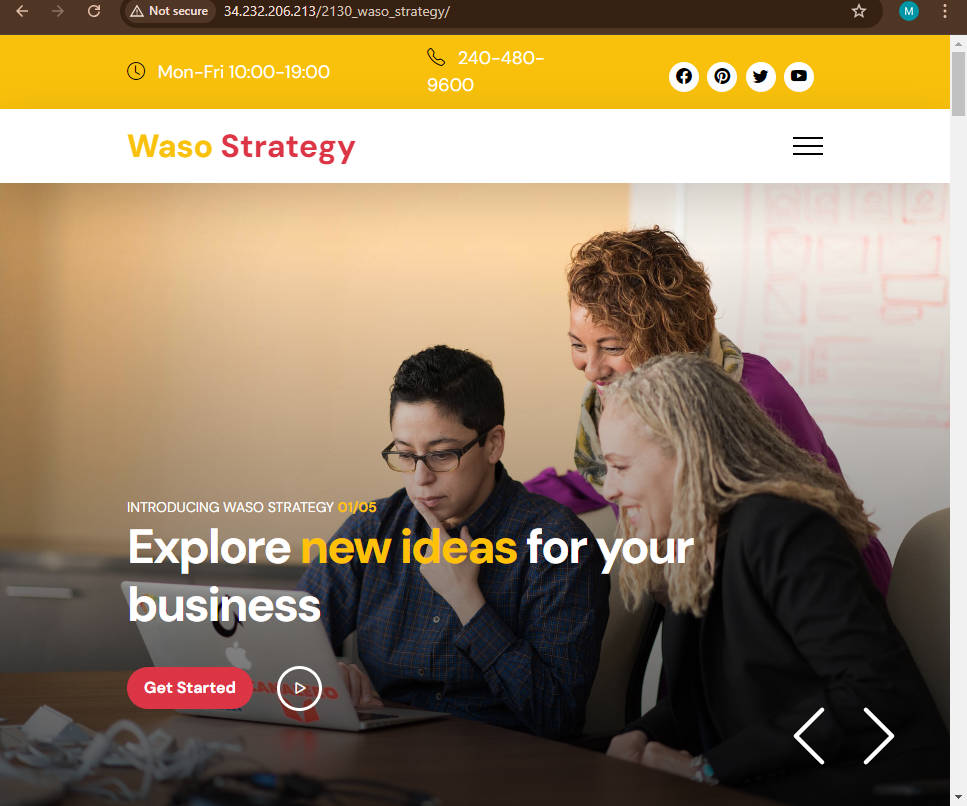 Not secure 34.232.206.213/2130_waso_strategy/ M
Mon-Fri 10:00-19:00
240-480-
9600
Waso Strategy
INTRODUCING WASO STRATEGY 01/05
Explore new ideas for your
business
Get Started